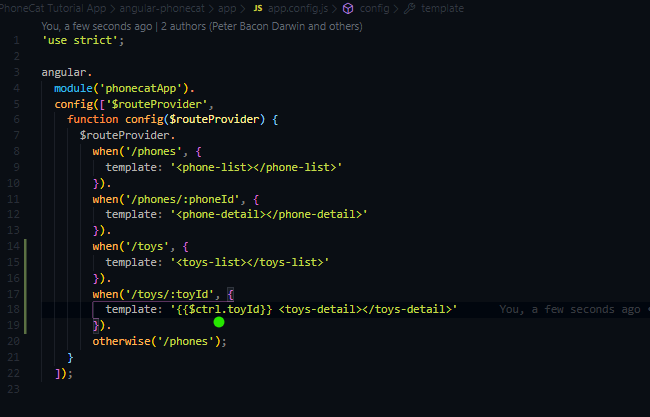 PhoneCat Tutorial App > angular-phonecat > app > JS app.config.js > config > template
You, a few seconds ago | 2 authors (Peter Bacon Darwin and others)
1 'use strict';
2
3 angular.
4 module('phonecatApp').
5 config(['$routeProvider',
6 function config($routeProvider) {
7 $routeProvider.
8 when('/phones', {
9 template: '<phone-list></phone-list>'
10 }).
11 when('/phones/:phoneId', {
12 template: '<phone-detail></phone-detail>'
13 }).
14 when('/toys', {
15 template: '<toys-list></toys-list>'
16 }).
17 when('/toys/:toyId', {
18 template: '{{$ctrl.toyId}} <toys-detail></toys-detail>' You, a few seconds ago
19 }).
20 otherwise('/phones');
21 }
22 ]);
23